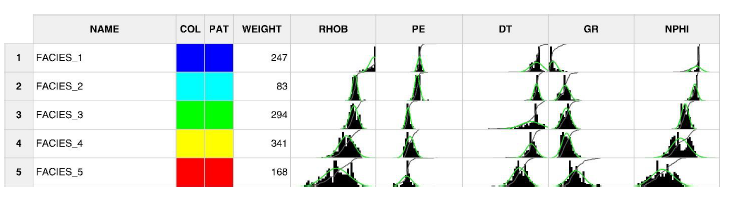 NAME COL PAT WEIGHT RHOB PE DT GR NPHI
1 FACIES_1 247
2 FACIES_2 83
3 FACIES_3 294
4 FACIES_4 341
5 FACIES_5 168